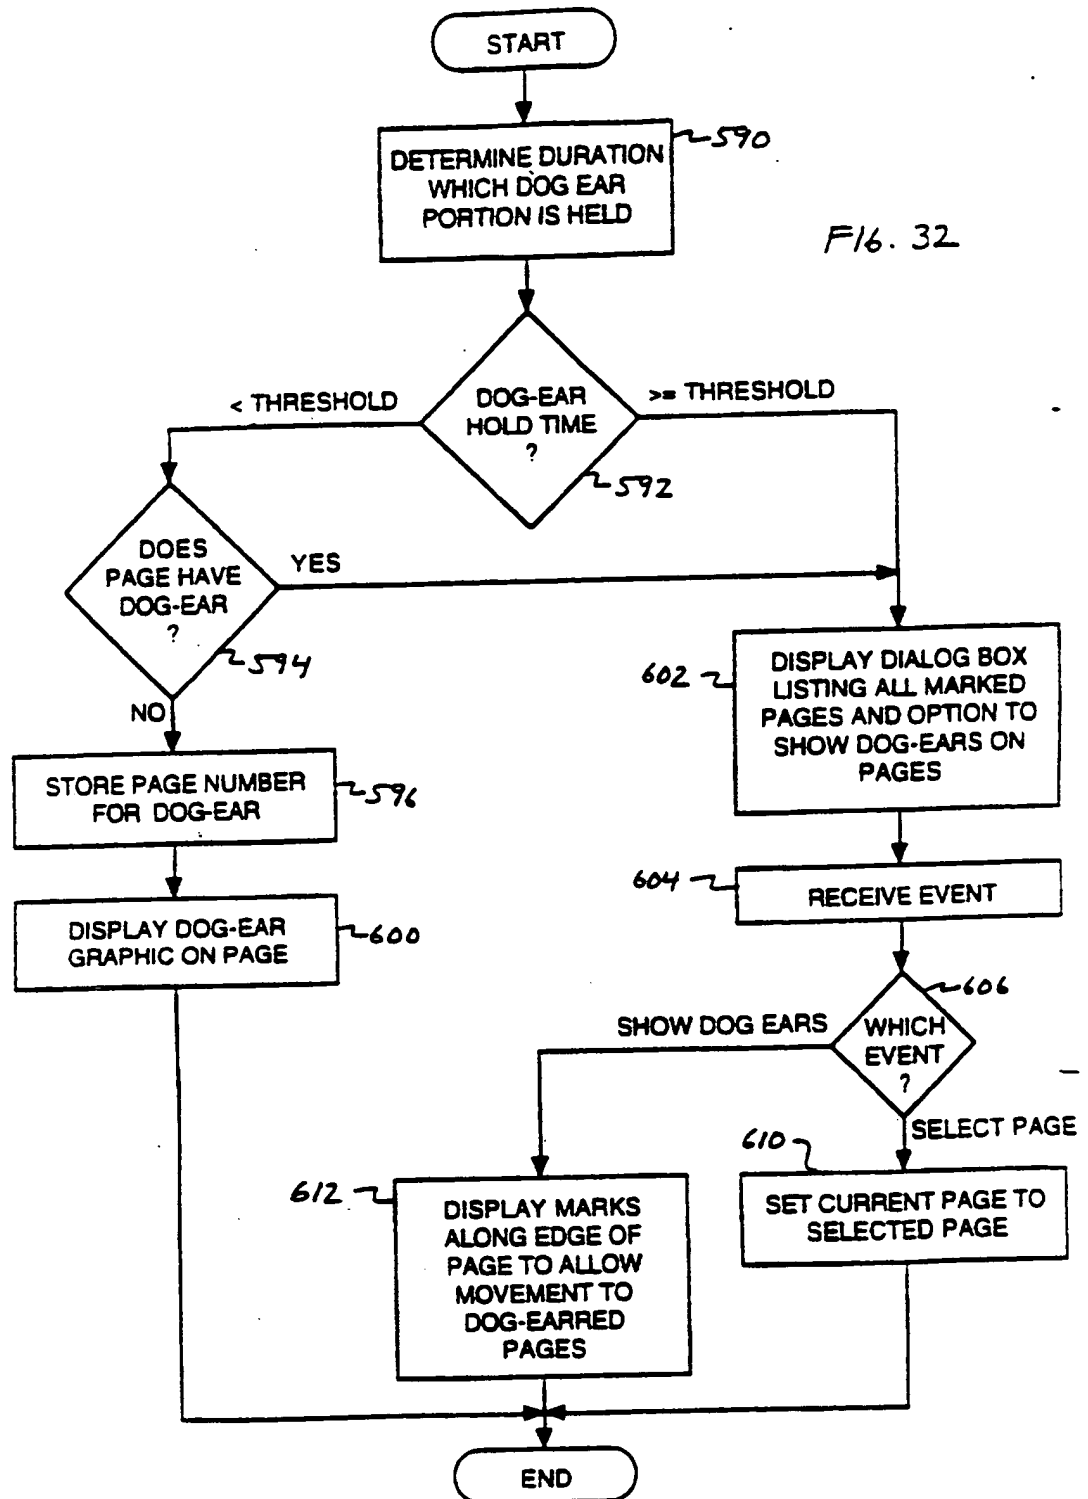 START
590
DETERMINE DURATION
WHICH DOG EAR
PORTION IS HELD
FIG. 32
< THRESHOLD
DOG-EAR
HOLD TIME
?
>= THRESHOLD
592
DOES
PAGE HAVE
DOG-EAR
?
YES
594
NO
602
DISPLAY DIALOG BOX
LISTING ALL MARKED
PAGES AND OPTION TO
SHOW DOG-EARS ON
PAGES
STORE PAGE NUMBER
FOR DOG-EAR
596
604
RECEIVE EVENT
DISPLAY DOG-EAR
GRAPHIC ON PAGE
600
606
SHOW DOG EARS
WHICH
EVENT
?
SELECT PAGE
610
612
DISPLAY MARKS
ALONG EDGE OF
PAGE TO ALLOW
MOVEMENT TO
DOG-EARRED
PAGES
SET CURRENT PAGE TO
SELECTED PAGE
END